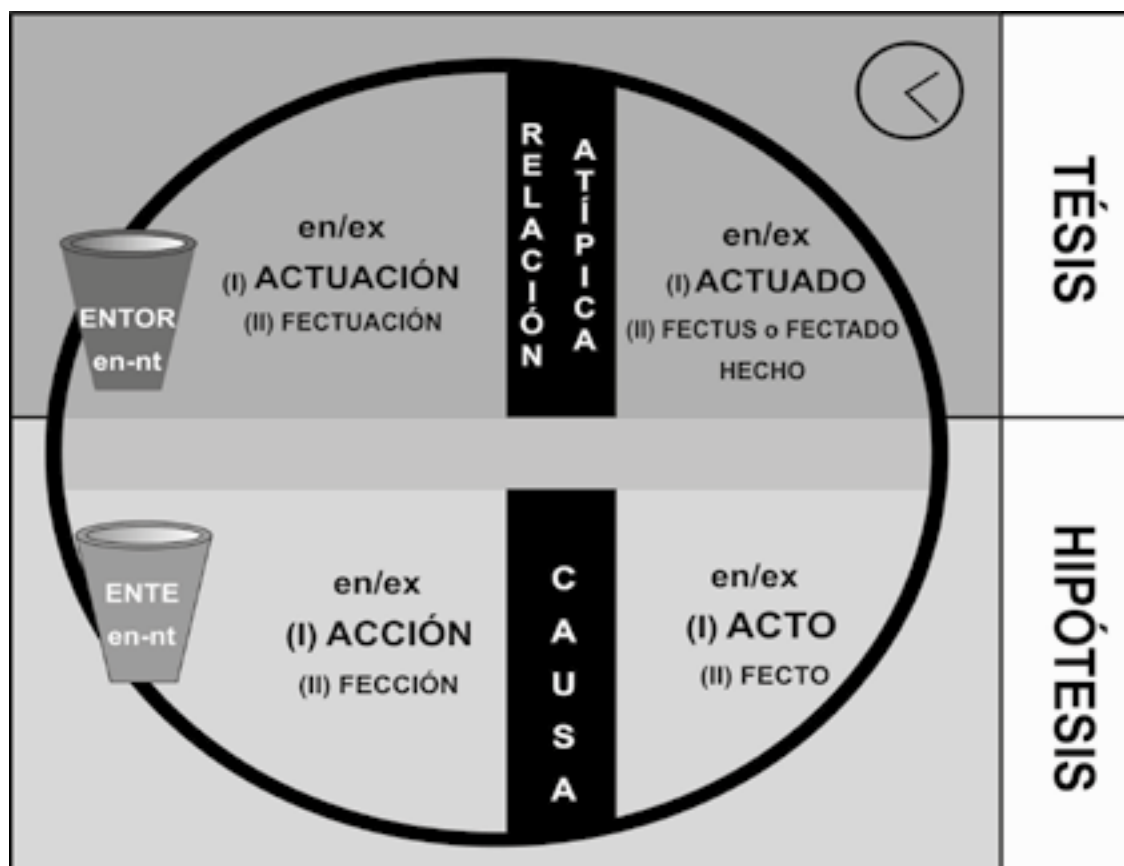 RELACIÓN
ATÍPICA
TÉSIS
en/ex
(I) ACTUACIÓN
(II) FECTUACIÓN
en/ex
(I) ACTUADO
(II) FECTUS o FECTADO
HECHO
ENTOR
en-nt
ENTE
en-nt
en/ex
(I) ACCIÓN
(II) FECCIÓN
CAUSA
en/ex
(I) ACTO
(II) FECTO
HIPÓTESIS